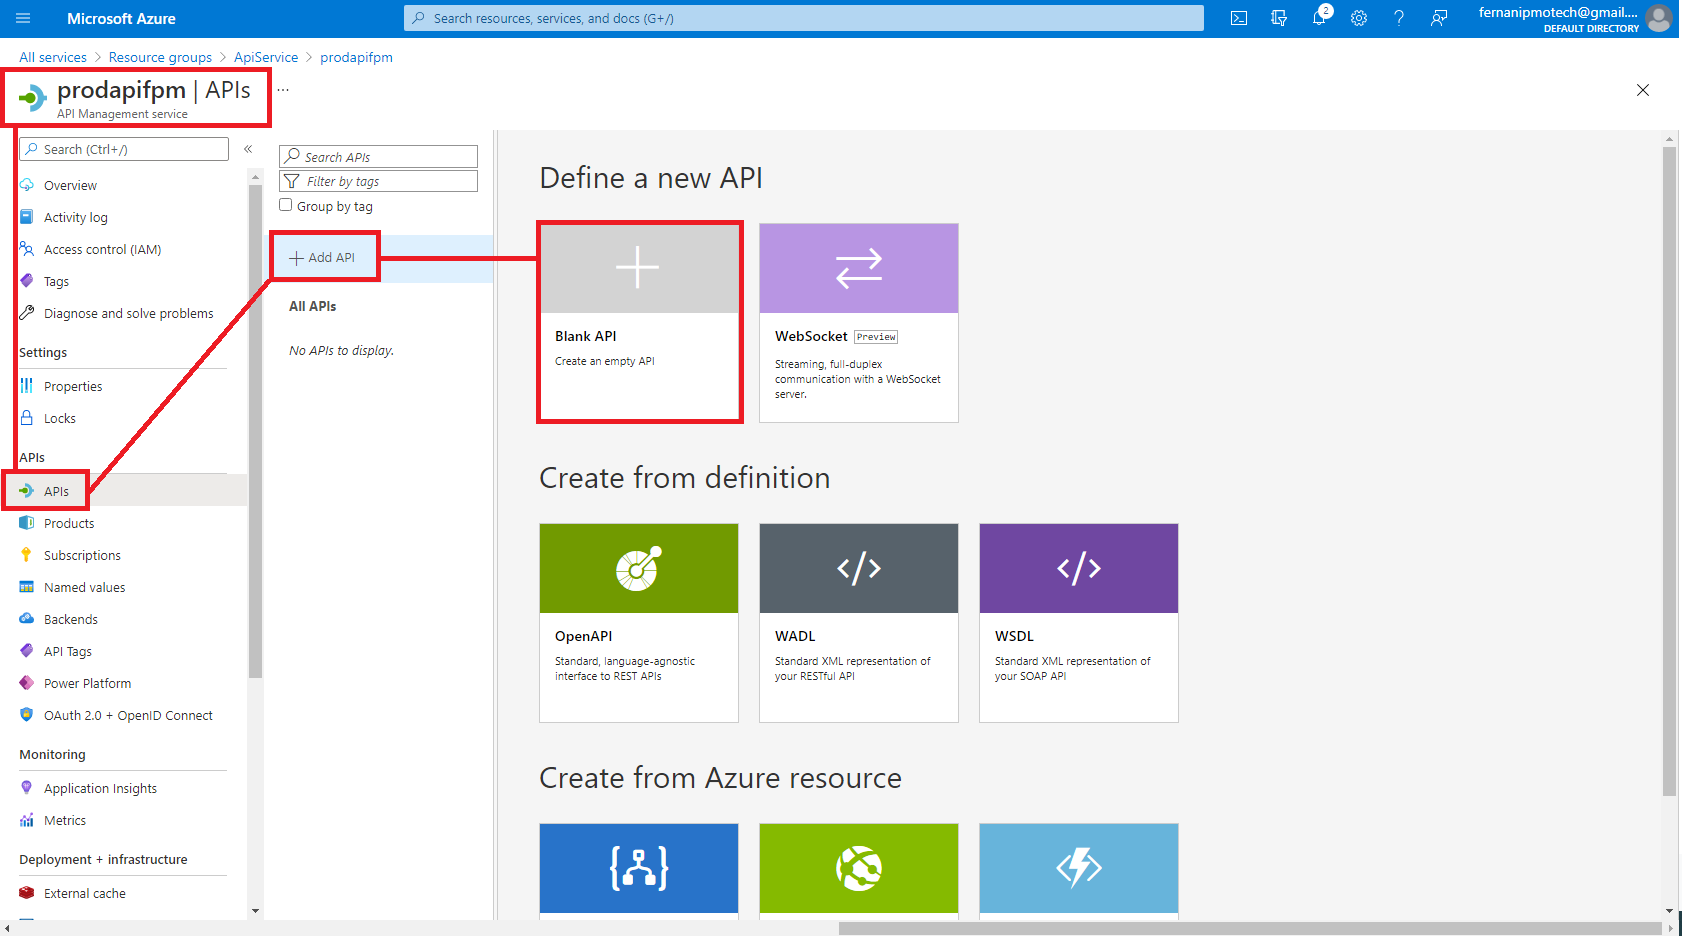 Microsoft Azure
Search resources, services, and docs (G+/)
2
fernanipmotech@gmail....
DEFAULT DIRECTORY
All services > Resource groups > ApiService > prodapifpm
prodapifpm | APIs
...
API Management service
Search (Ctrl+/)
«
Overview
Activity log
Access control (IAM)
Tags
Diagnose and solve problems
Settings
Properties
Locks
APIs
APIs
Products
Subscriptions
Named values
Backends
API Tags
Power Platform
OAuth 2.0 + OpenID Connect
Monitoring
Application Insights
Metrics
Deployment + infrastructure
External cache
Search APIs
Filter by tags
Group by tag
+ Add API
All APIs
No APIs to display.
Define a new API
Blank API
Create an empty API
WebSocket Preview
Streaming, full-duplex
communication with a WebSocket
server.
Create from definition
OpenAPI
Standard, language-agnostic
interface to REST APIs
WADL
Standard XML representation of
your RESTful API
WSDL
Standard XML representation of
your SOAP API
Create from Azure resource